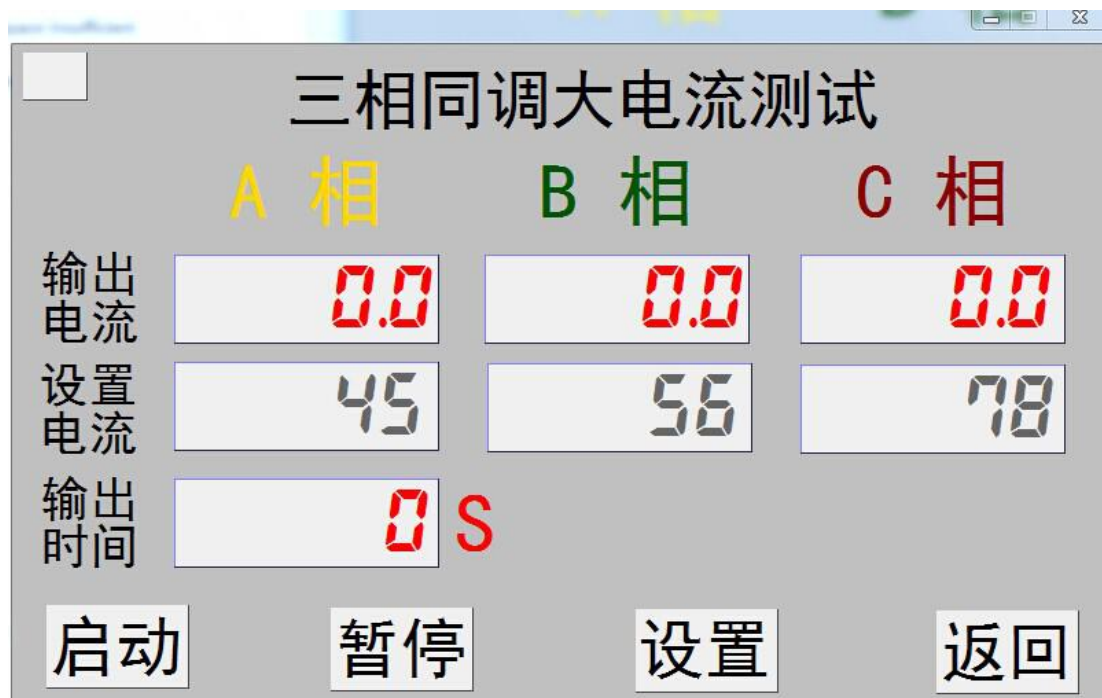 三相同调大电流测试
A 相 B 相 C 相
输出
电流
0.0 0.0 0.0
设置
电流
45 56 78
输出
时间
0 S
启动 暂停 设置 返回